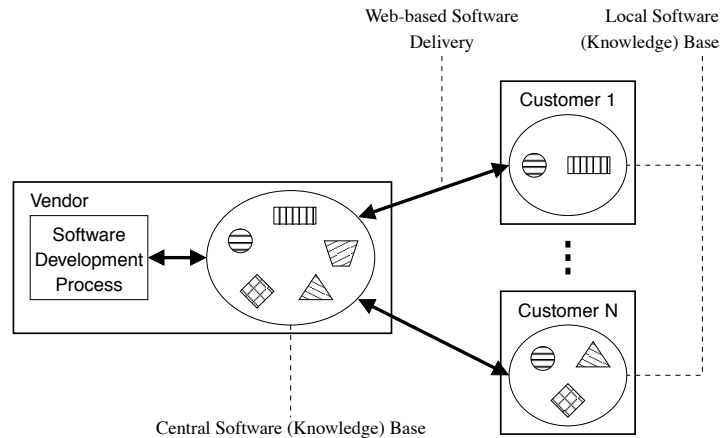 Web-based Software
Delivery
Local Software
(Knowledge) Base
Customer 1
Vendor
Software
Development
Process
Customer N
Central Software (Knowledge) Base